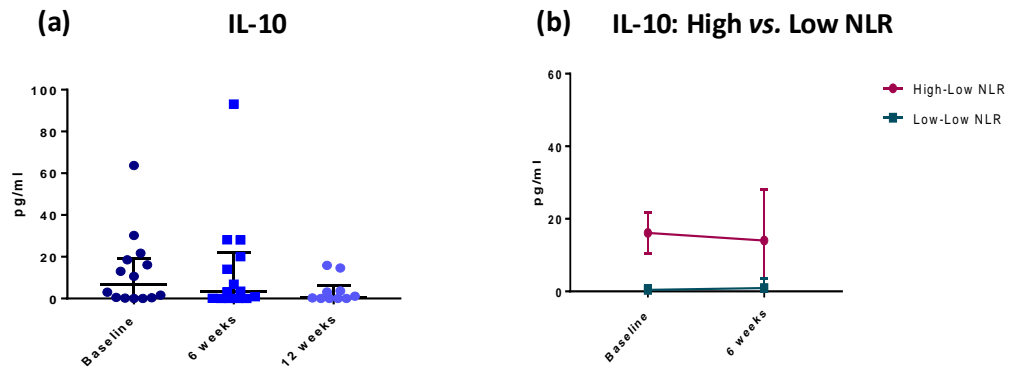 (a) IL-10
100
80
60
40
20
0
pg/ml
Baseline
6 weeks
12 weeks
(b) IL-10: High vs. Low NLR
60
40
20
0
pg/ml
Baseline
6 weeks
High-Low NLR
Low-Low NLR